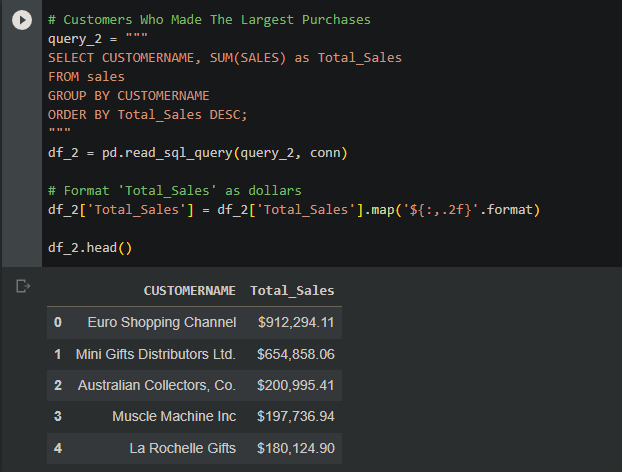 # Customers Who Made The Largest Purchases
query_2 = """
SELECT CUSTOMERNAME, SUM(SALES) as Total_Sales
FROM sales
GROUP BY CUSTOMERNAME
ORDER BY Total_Sales DESC;
"""
df_2 = pd.read_sql_query(query_2, conn)
# Format 'Total_Sales' as dollars
df_2['Total_Sales'] = df_2['Total_Sales'].map('${:,.2f}'.format)
df_2.head()
CUSTOMERNAME Total_Sales
0 Euro Shopping Channel $912,294.11
1 Mini Gifts Distributors Ltd. $654,858.06
2 Australian Collectors, Co. $200,995.41
3 Muscle Machine Inc $197,736.94
4 La Rochelle Gifts $180,124.90